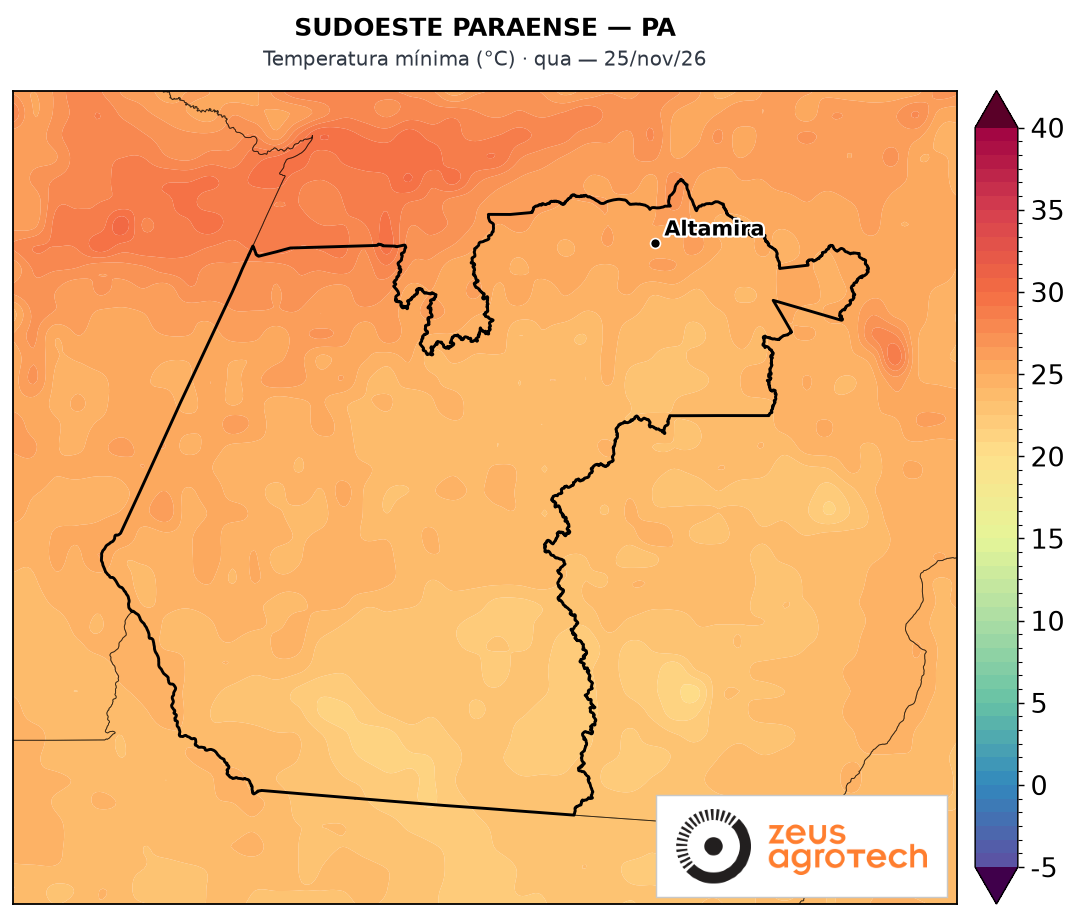 SUDOESTE PARAENSE — PA
Temperatura mínima (°C) · qua — 25/nov/26
Altamira
40
35
30
25
20
15
10
5
0
-5
zeus
agrotech